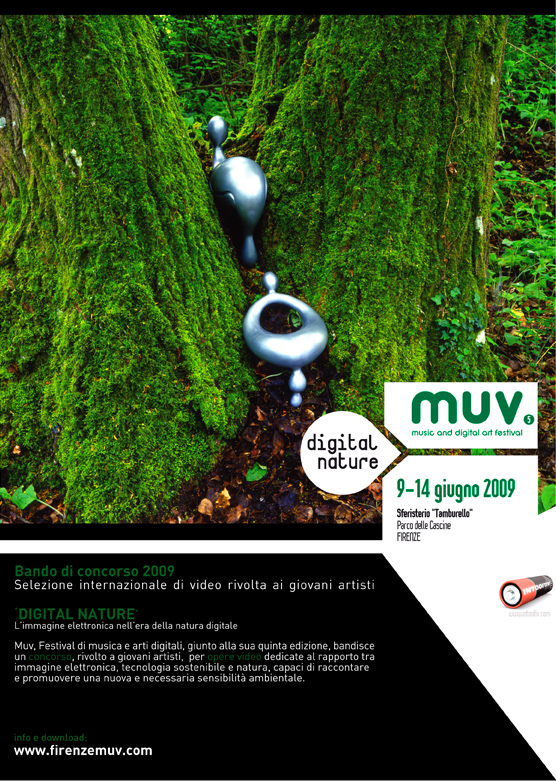 muv 5
music and digital art festival
digital
nature
9–14 giugno 2009
Sferisterio "Tamburello"
Parco delle Cascine
FIRENZE
Bando di concorso 2009
Selezione internazionale di video rivolta ai giovani artisti
'DIGITAL NATURE'
L'immagine elettronica nell'era della natura digitale
Muv, Festival di musica e arti digitali, giunto alla sua quinta edizione, bandisce
un concorso, rivolto a giovani artisti, per opere video dedicate al rapporto tra
immagine elettronica, tecnologia sostenibile e natura, capaci di raccontare
e promuovere una nuova e necessaria sensibilità ambientale.
info e download:
www.firenzemuv.com